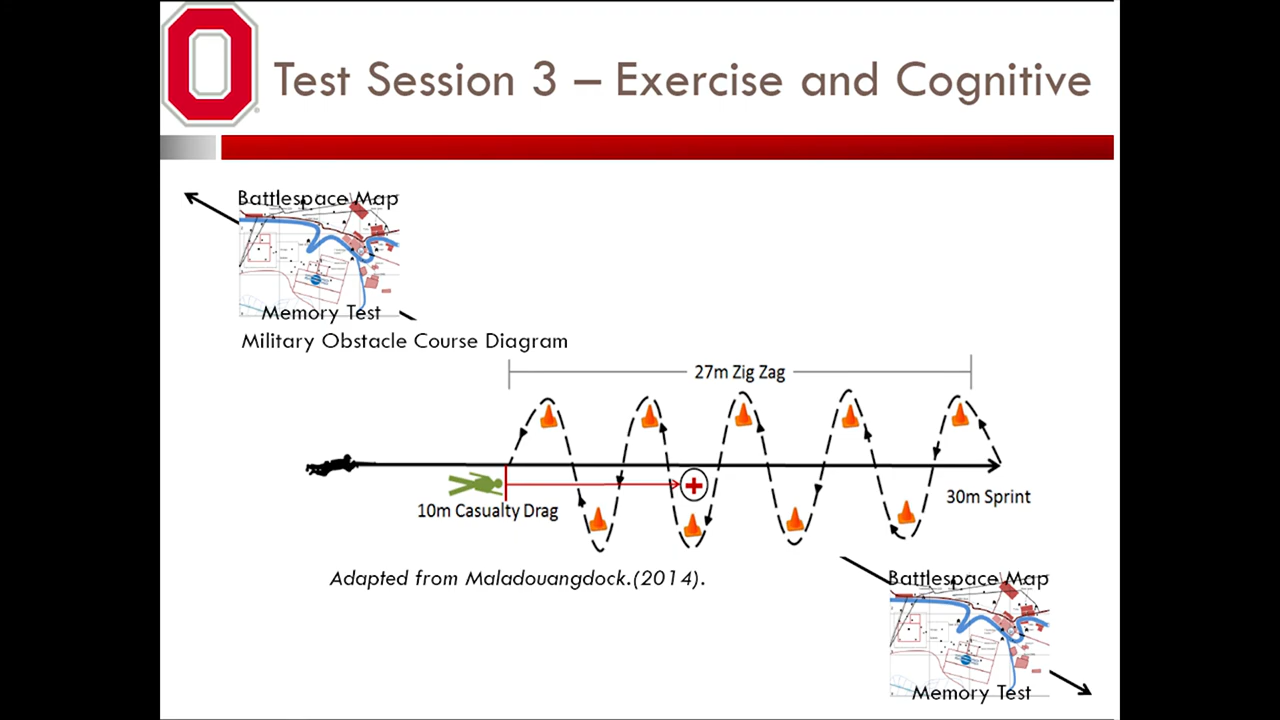 O
Test Session 3 – Exercise and Cognitive
Battlespace Map
Memory Test
Military Obstacle Course Diagram
27m Zig Zag
10m Casualty Drag
30m Sprint
Adapted from Maladouangdock.(2014).
Battlespace Map
Memory Test